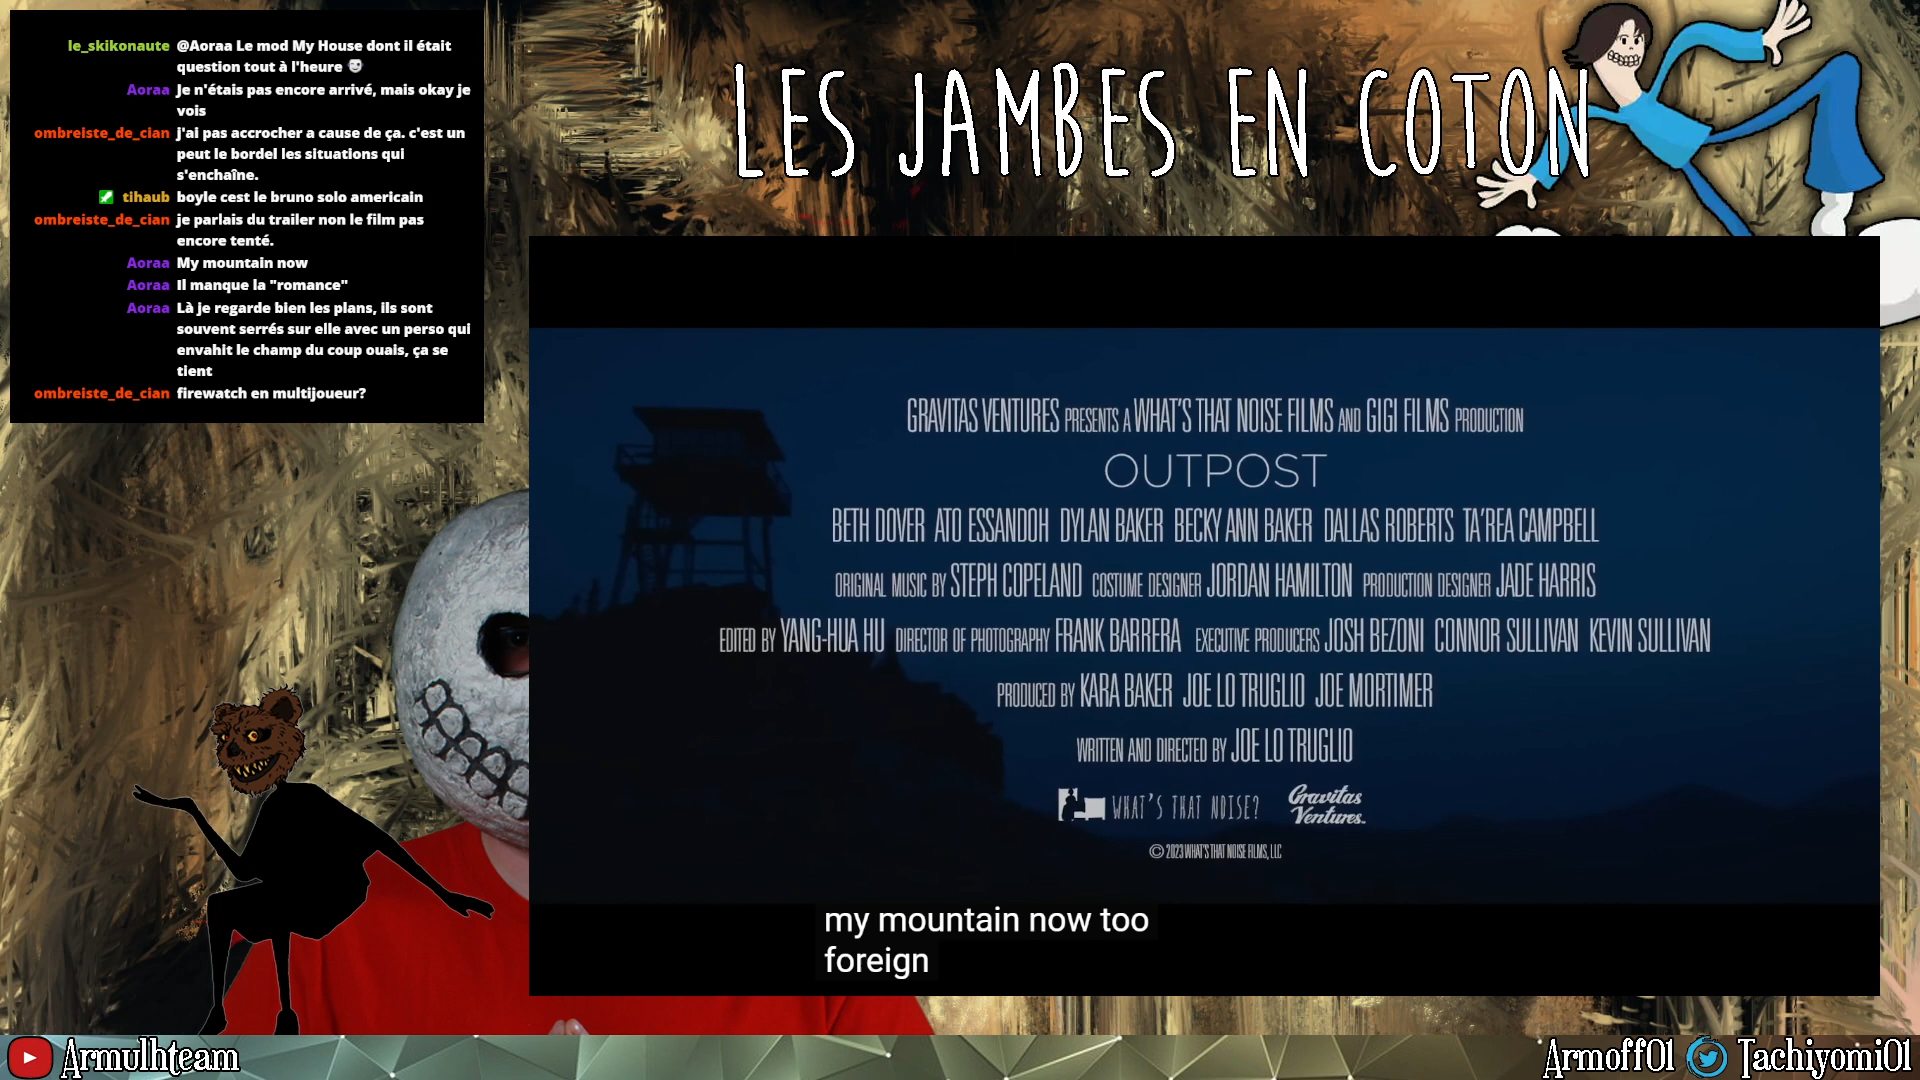 le_skikonaute @Aoraa Le mod My House dont il était
question tout à l'heure
Aoraa Je n'étais pas encore arrivé, mais okay je
vois
ombreiste_de_cian j'ai pas accrocher a cause de ça. c'est un
peut le bordel les situations qui
s'enchaîne.
tihaub boyle cest le bruno solo americain
ombreiste_de_cian je parlais du trailer non le film pas
encore tenté.
Aoraa My mountain now
Aoraa Il manque la "romance"
Aoraa Là je regarde bien les plans, ils sont
souvent serrés sur elle avec un perso qui
envahit le champ du coup ouais, ça se
tient
ombreiste_de_cian firewatch en multijoueur?
LES JAMBES EN COTON
GRAVITAS VENTURES PRESENTS A WHAT'S THAT NOISE FILMS AND GIGI FILMS PRODUCTION
OUTPOST
BETH DOVER ATO ESSANDOH DYLAN BAKER BECKY ANN BAKER DALLAS ROBERTS TA'REA CAMPBELL
ORIGINAL MUSIC BY STEPH COPELAND COSTUME DESIGNER JORDAN HAMILTON PRODUCTION DESIGNER JADE HARRIS
EDITED BY YANG-HUA HU DIRECTOR OF PHOTOGRAPHY FRANK BARRERA EXECUTIVE PRODUCERS JOSH BEZONI CONNOR SULLIVAN KEVIN SULLIVAN
PRODUCED BY KARA BAKER JOE LO TRUGLIO JOE MORTIMER
WRITTEN AND DIRECTED BY JOE LO TRUGLIO
WHAT'S THAT NOISE?
Gravitas
Ventures
© 2023 WHAT'S THAT NOISE FILMS, LLC
my mountain now too
foreign
Armulhteam
Armoff01
Tachiyomi01